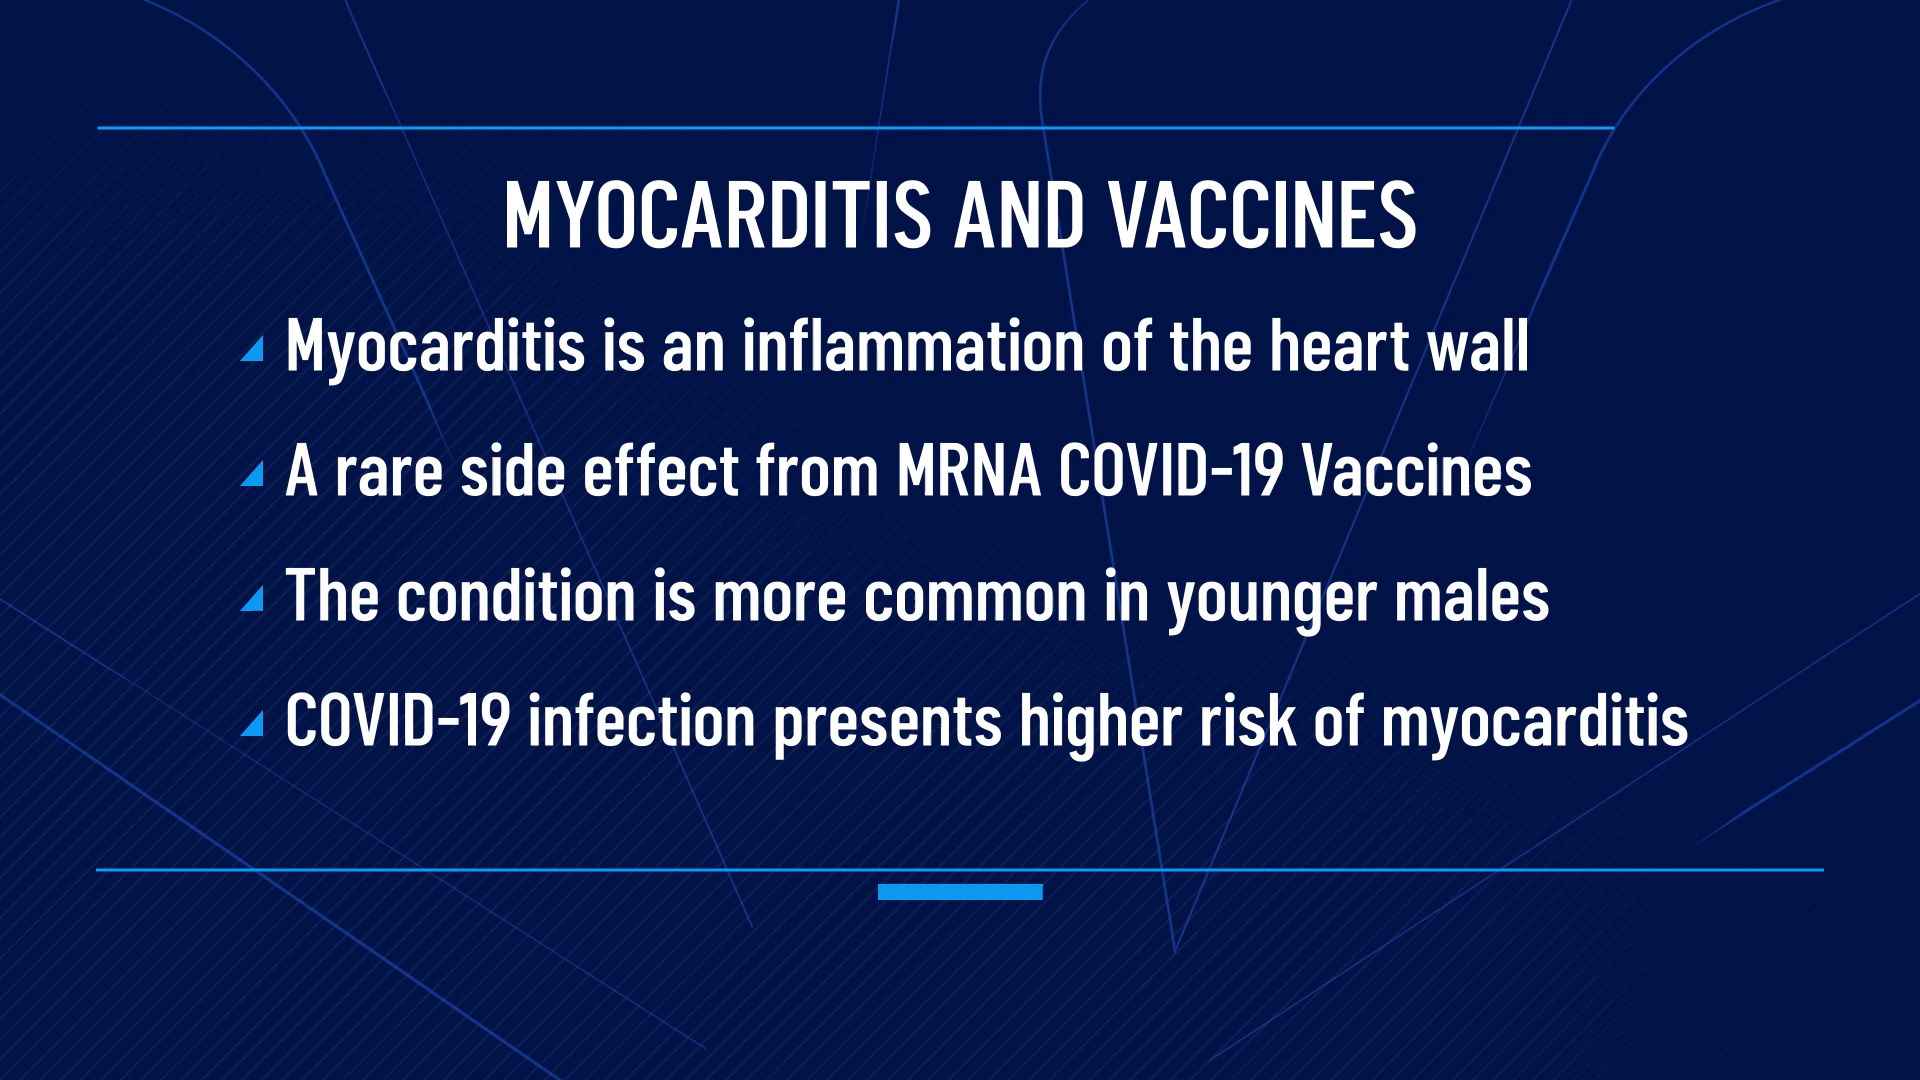 MYOCARDITIS AND VACCINES
Myocarditis is an inflammation of the heart wall
A rare side effect from MRNA COVID-19 Vaccines
The condition is more common in younger males
COVID-19 infection presents higher risk of myocarditis